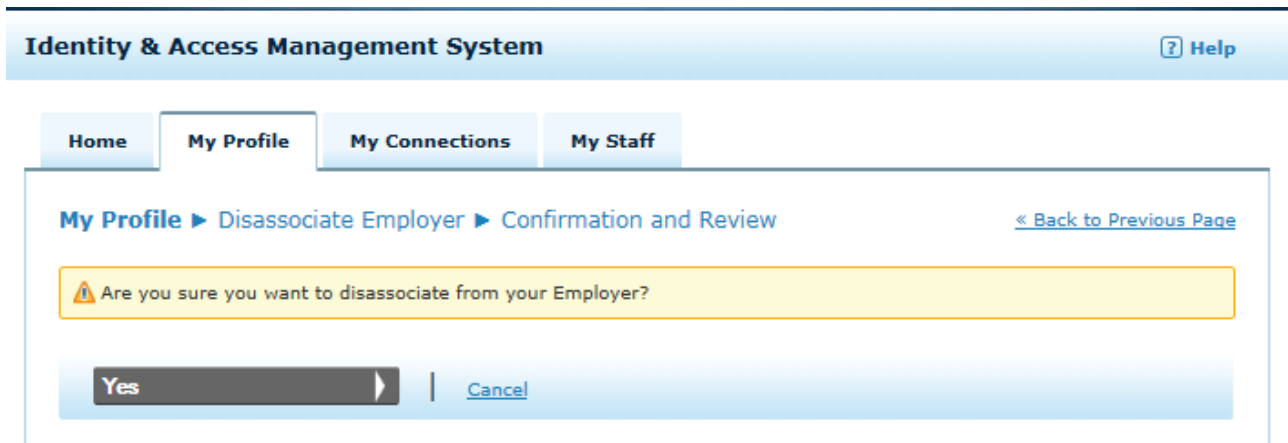 Identity & Access Management System
? Help
Home My Profile My Connections My Staff
My Profile ► Disassociate Employer ► Confirmation and Review
« Back to Previous Page
Are you sure you want to disassociate from your Employer?
Yes | Cancel